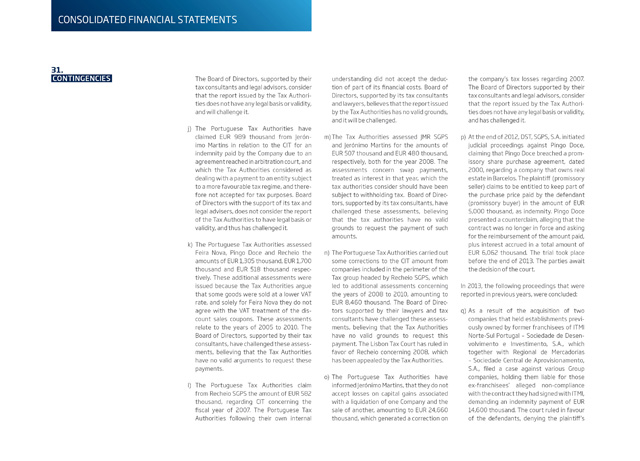 CONSOLIDATED FINANCIAL STATEMENTS
31.
CONTINGENCIES
The Board of Directors, supported by their
tax consultants and legal advisors, consider
that the report issued by the Tax Authori-
ties does not have any legal basis or validity,
and will challenge it.
j) The Portuguese Tax Authorities have
claimed EUR 989 thousand from Jerón-
imo Martins in relation to the CIT for an
indemnity paid by the Company due to an
agreement reached in arbitration court, and
which the Tax Authorities considered as
dealing with a payment to an entity subject
to a more favourable tax regime, and there-
fore not accepted for tax purposes. Board
of Directors with the support of its tax and
legal advisers, does not consider the report
of the Tax Authorities to have legal basis or
validity, and thus has challenged it.
k) The Portuguese Tax Authorities assessed
Feira Nova, Pingo Doce and Recheio the
amounts of EUR 1,305 thousand, EUR 1,700
thousand and EUR 518 thousand respec-
tively. These additional assessments were
issued because the Tax Authorities argue
that some goods were sold at a lower VAT
rate, and solely for Feira Nova they do not
agree with the VAT treatment of the dis-
count sales coupons. These assessments
relate to the years of 2005 to 2010. The
Board of Directors, supported by their tax
consultants, have challenged these assess-
ments, believing that the Tax Authorities
have no valid arguments to request these
payments.
l) The Portuguese Tax Authorities claim
from Recheio SGPS the amount of EUR 582
thousand, regarding CIT concerning the
fiscal year of 2007. The Portuguese Tax
Authorities following their own internal
understanding did not accept the deduc-
tion of part of its financial costs. Board of
Directors, supported by its tax consultants
and lawyers, believes that the report issued
by the Tax Authorities has no valid grounds,
and it will be challenged.
m) The Tax Authorities assessed JMR SGPS
and Jerónimo Martins for the amounts of
EUR 507 thousand and EUR 480 thousand,
respectively, both for the year 2008. The
assessments concern swap payments,
treated as interest in that year, which the
tax authorities consider should have been
subject to withholding tax. Board of Direc-
tors, supported by its tax consultants, have
challenged these assessments, believing
that the tax authorities have no valid
grounds to request the payment of such
amounts.
n) The Portuguese Tax Authorities carried out
some corrections to the CIT amount from
companies included in the perimeter of the
Tax group headed by Recheio SGPS, which
led to additional assessments concerning
the years of 2008 to 2010, amounting to
EUR 8,460 thousand. The Board of Direc-
tors supported by their lawyers and tax
consultants have challenged these assess-
ments, believing that the Tax Authorities
have no valid grounds to request this
payment. The Lisbon Tax Court has ruled in
favor of Recheio concerning 2008, which
has been appealed by the Tax Authorities.
o) The Portuguese Tax Authorities have
informed Jerónimo Martins, that they do not
accept losses on capital gains associated
with a liquidation of one Company and the
sale of another, amounting to EUR 24,660
thousand, which generated a correction on
the company's tax losses regarding 2007.
The Board of Directors supported by their
tax consultants and legal advisors, consider
that the report issued by the Tax Authori-
ties does not have any legal basis or validity,
and has challenged it.
p) At the end of 2012, DST, SGPS, S.A. initiated
judicial proceedings against Pingo Doce,
claiming that Pingo Doce breached a prom-
issory share purchase agreement, dated
2000, regarding a company that owns real
estate in Barcelos. The plaintiff (promissory
seller) claims to be entitled to keep part of
the purchase price paid by the defendant
(promissory buyer) in the amount of EUR
5,000 thousand, as indemnity. Pingo Doce
presented a counterclaim, alleging that the
contract was no longer in force and asking
for the reimbursement of the amount paid,
plus interest accrued in a total amount of
EUR 6,062 thousand. The trial took place
before the end of 2013. The parties await
the decision of the court.
In 2013, the following proceedings that were
reported in previous years, were concluded:
q) As a result of the acquisition of two
companies that held establishments previ-
ously owned by former franchisees of ITMI
Norte-Sul Portugal – Sociedade de Desen-
volvimento e Investimento, S.A., which
together with Regional de Mercadorias
– Sociedade Central de Aprovisionamento,
S.A., filed a case against various Group
companies, holding them liable for those
ex-franchisees' alleged non-compliance
with the contract they had signed with ITMI,
demanding an indemnity payment of EUR
14,600 thousand. The court ruled in favour
of the defendants, denying the plaintiff's